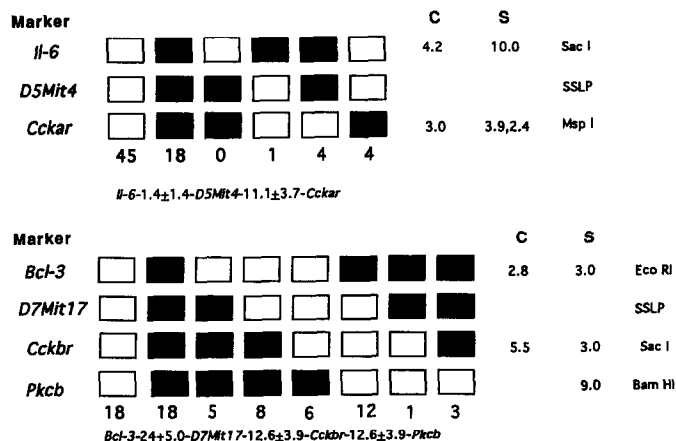 Marker C S
Il-6 4.2 10.0 Sac I
D5Mit4 SSLP
Cckar 3.0 3.9,2.4 Msp I
45 18 0 1 4 4
Il-6-1.4±1.4-D5Mit4-11.1±3.7-Cckar
Marker C S
Bcl-3 2.8 3.0 Eco RI
D7Mit17 SSLP
Cckbr 5.5 3.0 Sac I
Pkcb 9.0 Bam HI
18 18 5 8 6 12 1 3
Bcl-3-24+5.0-D7Mit17-12.6±3.9-Cckbr-12.6±3.9-Pkcb